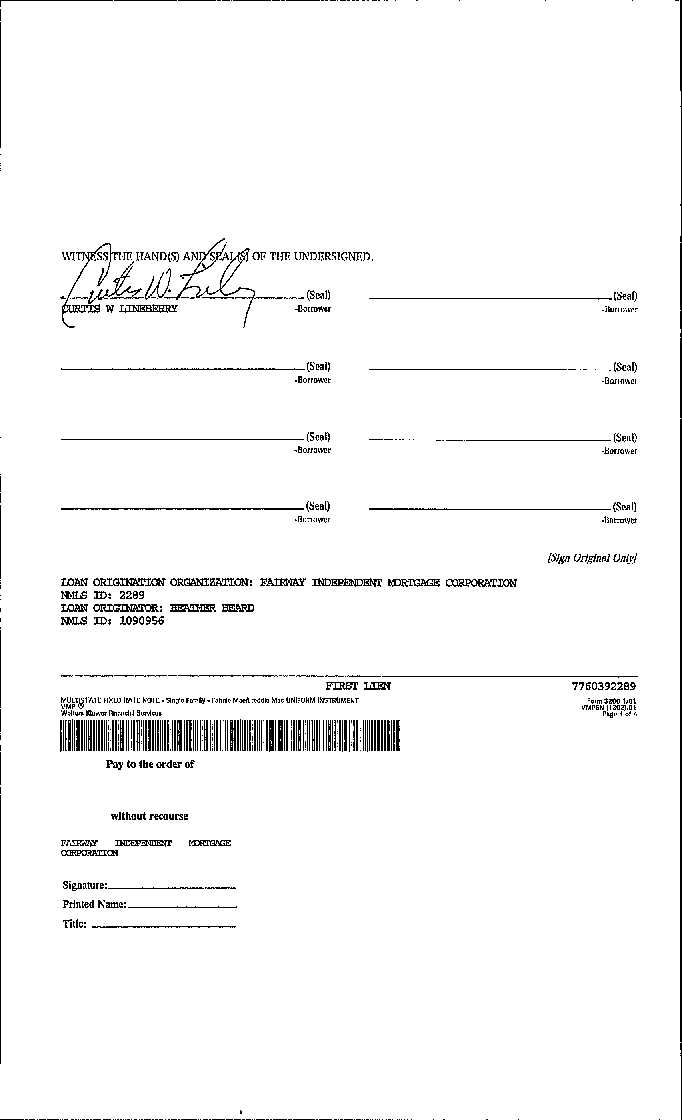 WITNESS THE HAND(S) AND SEAL(S) OF THE UNDERSIGNED.
Curtis W. (Seal) (Seal)
CURTIS W LINEBERRY -Borrower -Borrower
(Seal) (Seal)
-Borrower -Borrower
(Seal) (Seal)
-Borrower -Borrower
(Seal) (Seal)
-Borrower -Borrower
[Sign Original Only]
LOAN ORIGINATION ORGANIZATION: FAIRWAY INDEPENDENT MORTGAGE CORPORATION
NMLS ID: 2289
LOAN ORIGINATOR: HEATHER HEARD
NMLS ID: 1090956
FIRST LIEN 7760392289
MULTISTATE FIXED RATE NOTE - Single Family - Fannie Mae/Freddie Mac UNIFORM INSTRUMENT Form 3200 1/01
VMP ® VMP5N (1302).01
Wolters Kluwer Financial Services Page 4 of 4
Pay to the order of
without recourse
FAIRWAY INDEPENDENT MORTGAGE
CORPORATION
Signature:
Printed Name:
Title: